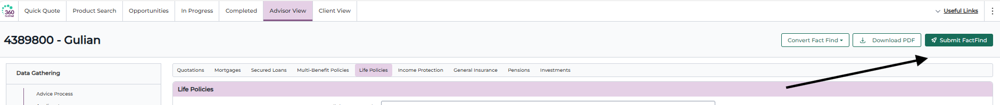 360
factfind
Quick Quote
Product Search
Opportunities
In Progress
Completed
Advisor View
Client View
Useful Links
4389800 - Gulian
Convert Fact Find
Download PDF
Submit FactFind
Data Gathering
Advice Process
Quotations
Mortgages
Secured Loans
Multi-Benefit Policies
Life Policies
Income Protection
General Insurance
Pensions
Investments
Life Policies